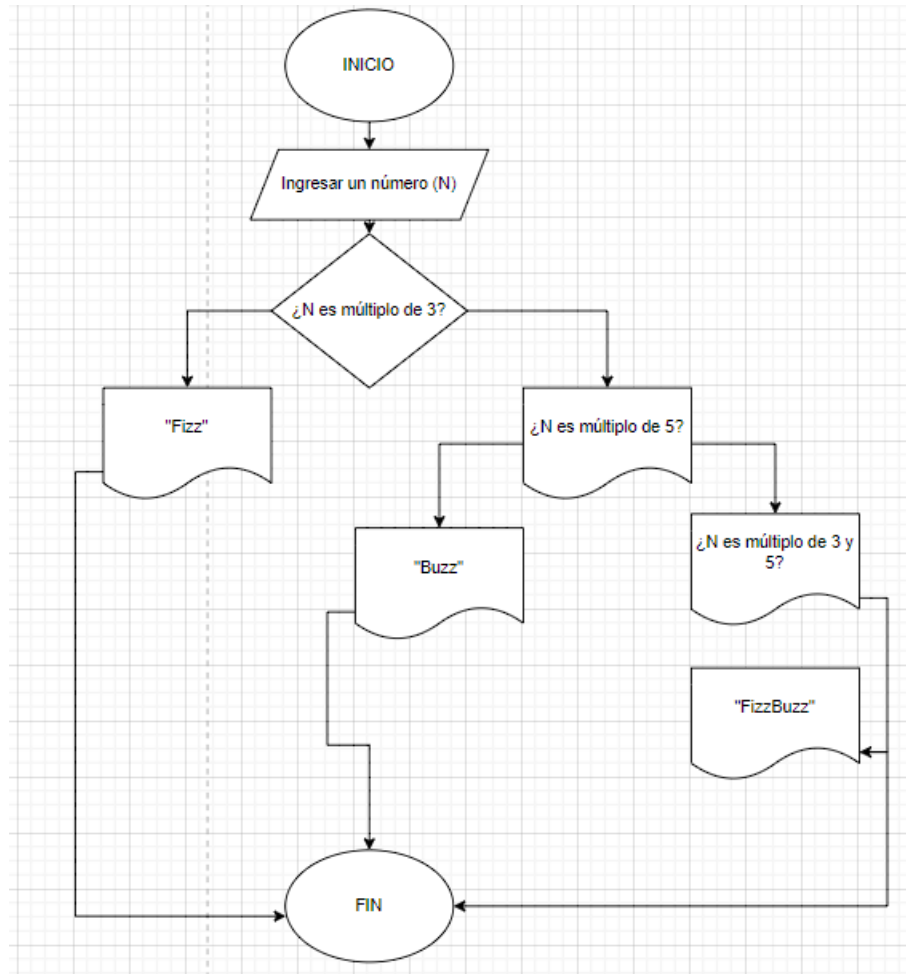 INICIO
Ingresar un número (N)
¿N es múltiplo de 3?
"Fizz"
¿N es múltiplo de 5?
"Buzz"
¿N es múltiplo de 3 y
5?
"FizzBuzz"
FIN